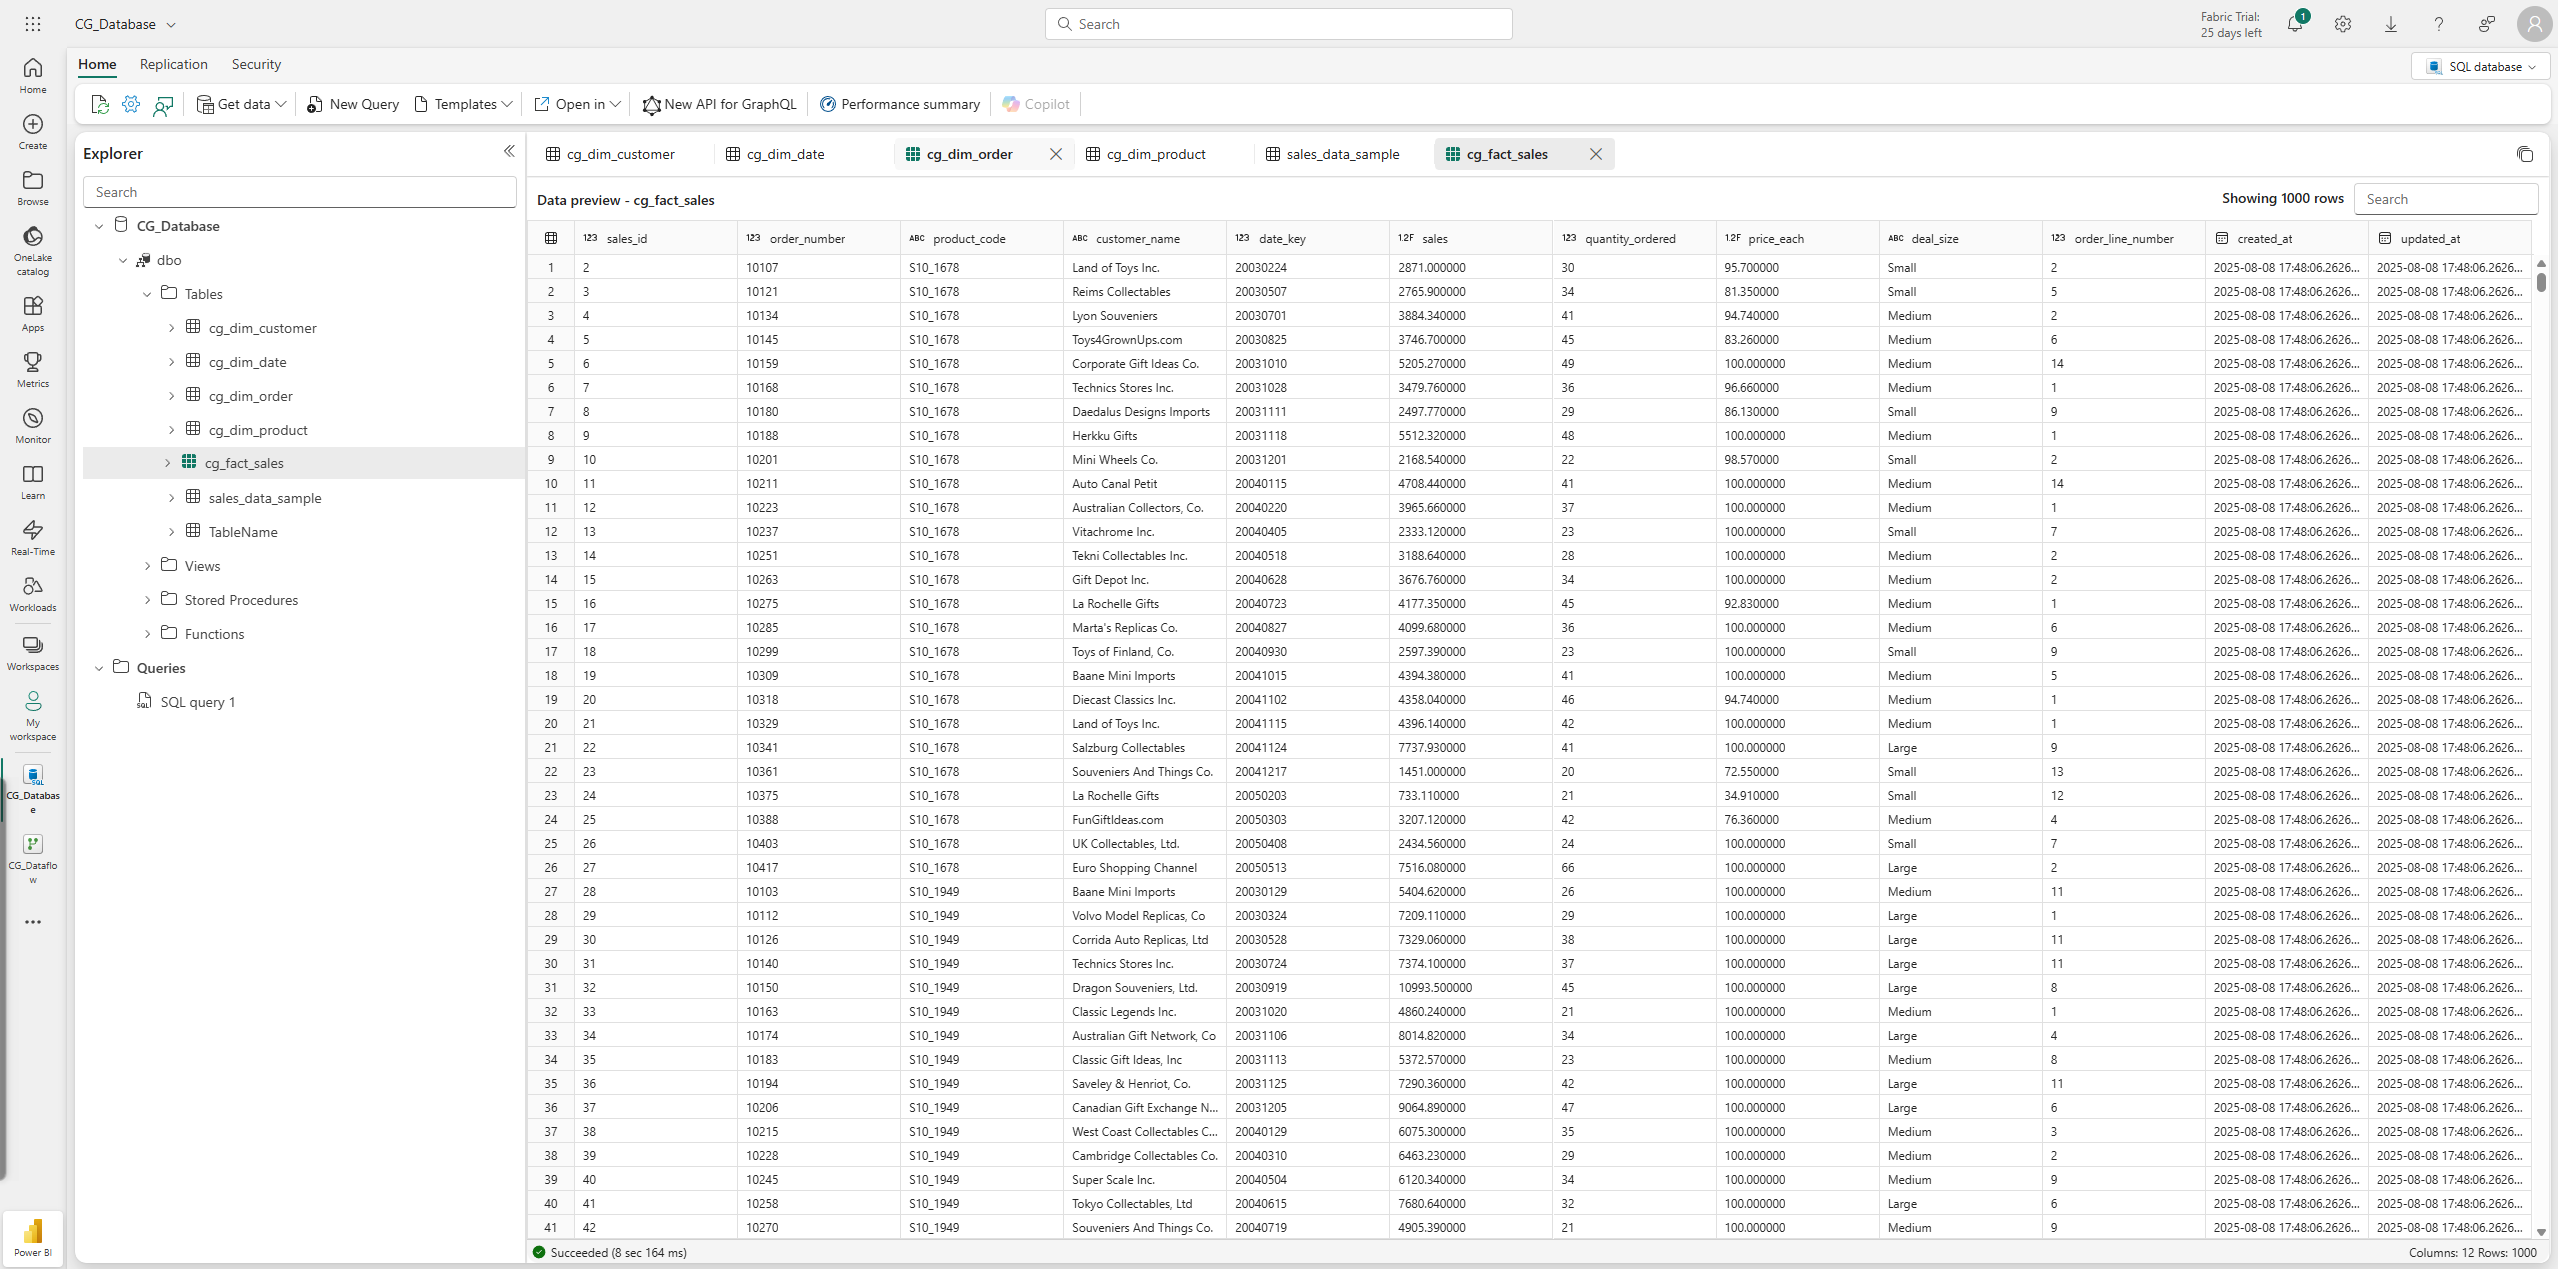 CG_Database
Search
Fabric Trial:
25 days left
1
Home
Create
Browse
OneLake
catalog
Apps
Metrics
Monitor
Learn
Real-Time
Workloads
Workspaces
My
workspace
SQL
CG_Databas
e
CG_Dataflo
w
Power BI
Home Replication Security
SQL database
Get data New Query Templates Open in New API for GraphQL Performance summary Copilot
Explorer
Search
CG_Database
dbo
Tables
cg_dim_customer
cg_dim_date
cg_dim_order
cg_dim_product
cg_fact_sales
sales_data_sample
TableName
Views
Stored Procedures
Functions
Queries
SQL query 1
cg_dim_customer cg_dim_date cg_dim_order cg_dim_product sales_data_sample cg_fact_sales
Data preview - cg_fact_sales
Showing 1000 rows Search
123 sales_id 123 order_number ABC product_code ABC customer_name 123 date_key 1.2F sales 123 quantity_ordered 1.2F price_each ABC deal_size 123 order_line_number created_at updated_at
1 2 10107 S10_1678 Land of Toys Inc. 20030224 2871.000000 30 95.700000 Small 2 2025-08-08 17:48:06.2626... 2025-08-08 17:48:06.2626...
2 3 10121 S10_1678 Reims Collectables 20030507 2765.900000 34 81.350000 Small 5 2025-08-08 17:48:06.2626... 2025-08-08 17:48:06.2626...
3 4 10134 S10_1678 Lyon Souveniers 20030701 3884.340000 41 94.740000 Medium 2 2025-08-08 17:48:06.2626... 2025-08-08 17:48:06.2626...
4 5 10145 S10_1678 Toys4GrownUps.com 20030825 3746.700000 45 83.260000 Medium 6 2025-08-08 17:48:06.2626... 2025-08-08 17:48:06.2626...
5 6 10159 S10_1678 Corporate Gift Ideas Co. 20031010 5205.270000 49 100.000000 Medium 14 2025-08-08 17:48:06.2626... 2025-08-08 17:48:06.2626...
6 7 10168 S10_1678 Technics Stores Inc. 20031028 3479.760000 36 96.660000 Medium 1 2025-08-08 17:48:06.2626... 2025-08-08 17:48:06.2626...
7 8 10180 S10_1678 Daedalus Designs Imports 20031111 2497.770000 29 86.130000 Small 9 2025-08-08 17:48:06.2626... 2025-08-08 17:48:06.2626...
8 9 10188 S10_1678 Herkku Gifts 20031118 5512.320000 48 100.000000 Medium 1 2025-08-08 17:48:06.2626... 2025-08-08 17:48:06.2626...
9 10 10201 S10_1678 Mini Wheels Co. 20031201 2168.540000 22 98.570000 Small 2 2025-08-08 17:48:06.2626... 2025-08-08 17:48:06.2626...
10 11 10211 S10_1678 Auto Canal Petit 20040115 4708.440000 41 100.000000 Medium 14 2025-08-08 17:48:06.2626... 2025-08-08 17:48:06.2626...
11 12 10223 S10_1678 Australian Collectors, Co. 20040220 3965.660000 37 100.000000 Medium 1 2025-08-08 17:48:06.2626... 2025-08-08 17:48:06.2626...
12 13 10237 S10_1678 Vitachrome Inc. 20040405 2333.120000 23 100.000000 Small 7 2025-08-08 17:48:06.2626... 2025-08-08 17:48:06.2626...
13 14 10251 S10_1678 Tekni Collectables Inc. 20040518 3188.640000 28 100.000000 Medium 2 2025-08-08 17:48:06.2626... 2025-08-08 17:48:06.2626...
14 15 10263 S10_1678 Gift Depot Inc. 20040628 3676.760000 34 100.000000 Medium 2 2025-08-08 17:48:06.2626... 2025-08-08 17:48:06.2626...
15 16 10275 S10_1678 La Rochelle Gifts 20040723 4177.350000 45 92.830000 Medium 1 2025-08-08 17:48:06.2626... 2025-08-08 17:48:06.2626...
16 17 10285 S10_1678 Marta's Replicas Co. 20040827 4099.680000 36 100.000000 Medium 6 2025-08-08 17:48:06.2626... 2025-08-08 17:48:06.2626...
17 18 10299 S10_1678 Toys of Finland, Co. 20040930 2597.390000 23 100.000000 Small 9 2025-08-08 17:48:06.2626... 2025-08-08 17:48:06.2626...
18 19 10309 S10_1678 Baane Mini Imports 20041015 4394.380000 41 100.000000 Medium 5 2025-08-08 17:48:06.2626... 2025-08-08 17:48:06.2626...
19 20 10318 S10_1678 Diecast Classics Inc. 20041102 4358.040000 46 94.740000 Medium 1 2025-08-08 17:48:06.2626... 2025-08-08 17:48:06.2626...
20 21 10329 S10_1678 Land of Toys Inc. 20041115 4396.140000 42 100.000000 Medium 1 2025-08-08 17:48:06.2626... 2025-08-08 17:48:06.2626...
21 22 10341 S10_1678 Salzburg Collectables 20041124 7737.930000 41 100.000000 Large 9 2025-08-08 17:48:06.2626... 2025-08-08 17:48:06.2626...
22 23 10361 S10_1678 Souveniers And Things Co. 20041217 1451.000000 20 72.550000 Small 13 2025-08-08 17:48:06.2626... 2025-08-08 17:48:06.2626...
23 24 10375 S10_1678 La Rochelle Gifts 20050203 733.110000 21 34.910000 Small 12 2025-08-08 17:48:06.2626... 2025-08-08 17:48:06.2626...
24 25 10388 S10_1678 FunGiftIdeas.com 20050303 3207.120000 42 76.360000 Medium 4 2025-08-08 17:48:06.2626... 2025-08-08 17:48:06.2626...
25 26 10403 S10_1678 UK Collectables, Ltd. 20050408 2434.560000 24 100.000000 Small 7 2025-08-08 17:48:06.2626... 2025-08-08 17:48:06.2626...
26 27 10417 S10_1678 Euro Shopping Channel 20050513 7516.080000 66 100.000000 Large 2 2025-08-08 17:48:06.2626... 2025-08-08 17:48:06.2626...
27 28 10103 S10_1949 Baane Mini Imports 20030129 5404.620000 26 100.000000 Medium 11 2025-08-08 17:48:06.2626... 2025-08-08 17:48:06.2626...
28 29 10112 S10_1949 Volvo Model Replicas, Co 20030324 7209.110000 29 100.000000 Large 1 2025-08-08 17:48:06.2626... 2025-08-08 17:48:06.2626...
29 30 10126 S10_1949 Corrida Auto Replicas, Ltd 20030528 7329.060000 38 100.000000 Large 11 2025-08-08 17:48:06.2626... 2025-08-08 17:48:06.2626...
30 31 10140 S10_1949 Technics Stores Inc. 20030724 7374.100000 37 100.000000 Large 11 2025-08-08 17:48:06.2626... 2025-08-08 17:48:06.2626...
31 32 10150 S10_1949 Dragon Souveniers, Ltd. 20030919 10993.500000 45 100.000000 Large 8 2025-08-08 17:48:06.2626... 2025-08-08 17:48:06.2626...
32 33 10163 S10_1949 Classic Legends Inc. 20031020 4860.240000 21 100.000000 Medium 1 2025-08-08 17:48:06.2626... 2025-08-08 17:48:06.2626...
33 34 10174 S10_1949 Australian Gift Network, Co 20031106 8014.820000 34 100.000000 Large 4 2025-08-08 17:48:06.2626... 2025-08-08 17:48:06.2626...
34 35 10183 S10_1949 Classic Gift Ideas, Inc 20031113 5372.570000 23 100.000000 Medium 8 2025-08-08 17:48:06.2626... 2025-08-08 17:48:06.2626...
35 36 10194 S10_1949 Saveley & Henriot, Co. 20031125 7290.360000 42 100.000000 Large 11 2025-08-08 17:48:06.2626... 2025-08-08 17:48:06.2626...
36 37 10206 S10_1949 Canadian Gift Exchange N... 20031205 9064.890000 47 100.000000 Large 6 2025-08-08 17:48:06.2626... 2025-08-08 17:48:06.2626...
37 38 10215 S10_1949 West Coast Collectables C... 20040129 6075.300000 35 100.000000 Medium 3 2025-08-08 17:48:06.2626... 2025-08-08 17:48:06.2626...
38 39 10228 S10_1949 Cambridge Collectables Co. 20040310 6463.230000 29 100.000000 Medium 2 2025-08-08 17:48:06.2626... 2025-08-08 17:48:06.2626...
39 40 10245 S10_1949 Super Scale Inc. 20040504 6120.340000 34 100.000000 Medium 9 2025-08-08 17:48:06.2626... 2025-08-08 17:48:06.2626...
40 41 10258 S10_1949 Tokyo Collectables, Ltd 20040615 7680.640000 32 100.000000 Large 6 2025-08-08 17:48:06.2626... 2025-08-08 17:48:06.2626...
41 42 10270 S10_1949 Souveniers And Things Co. 20040719 4905.390000 21 100.000000 Medium 9 2025-08-08 17:48:06.2626... 2025-08-08 17:48:06.2626...
Succeeded (8 sec 164 ms)
Columns: 12 Rows: 1000